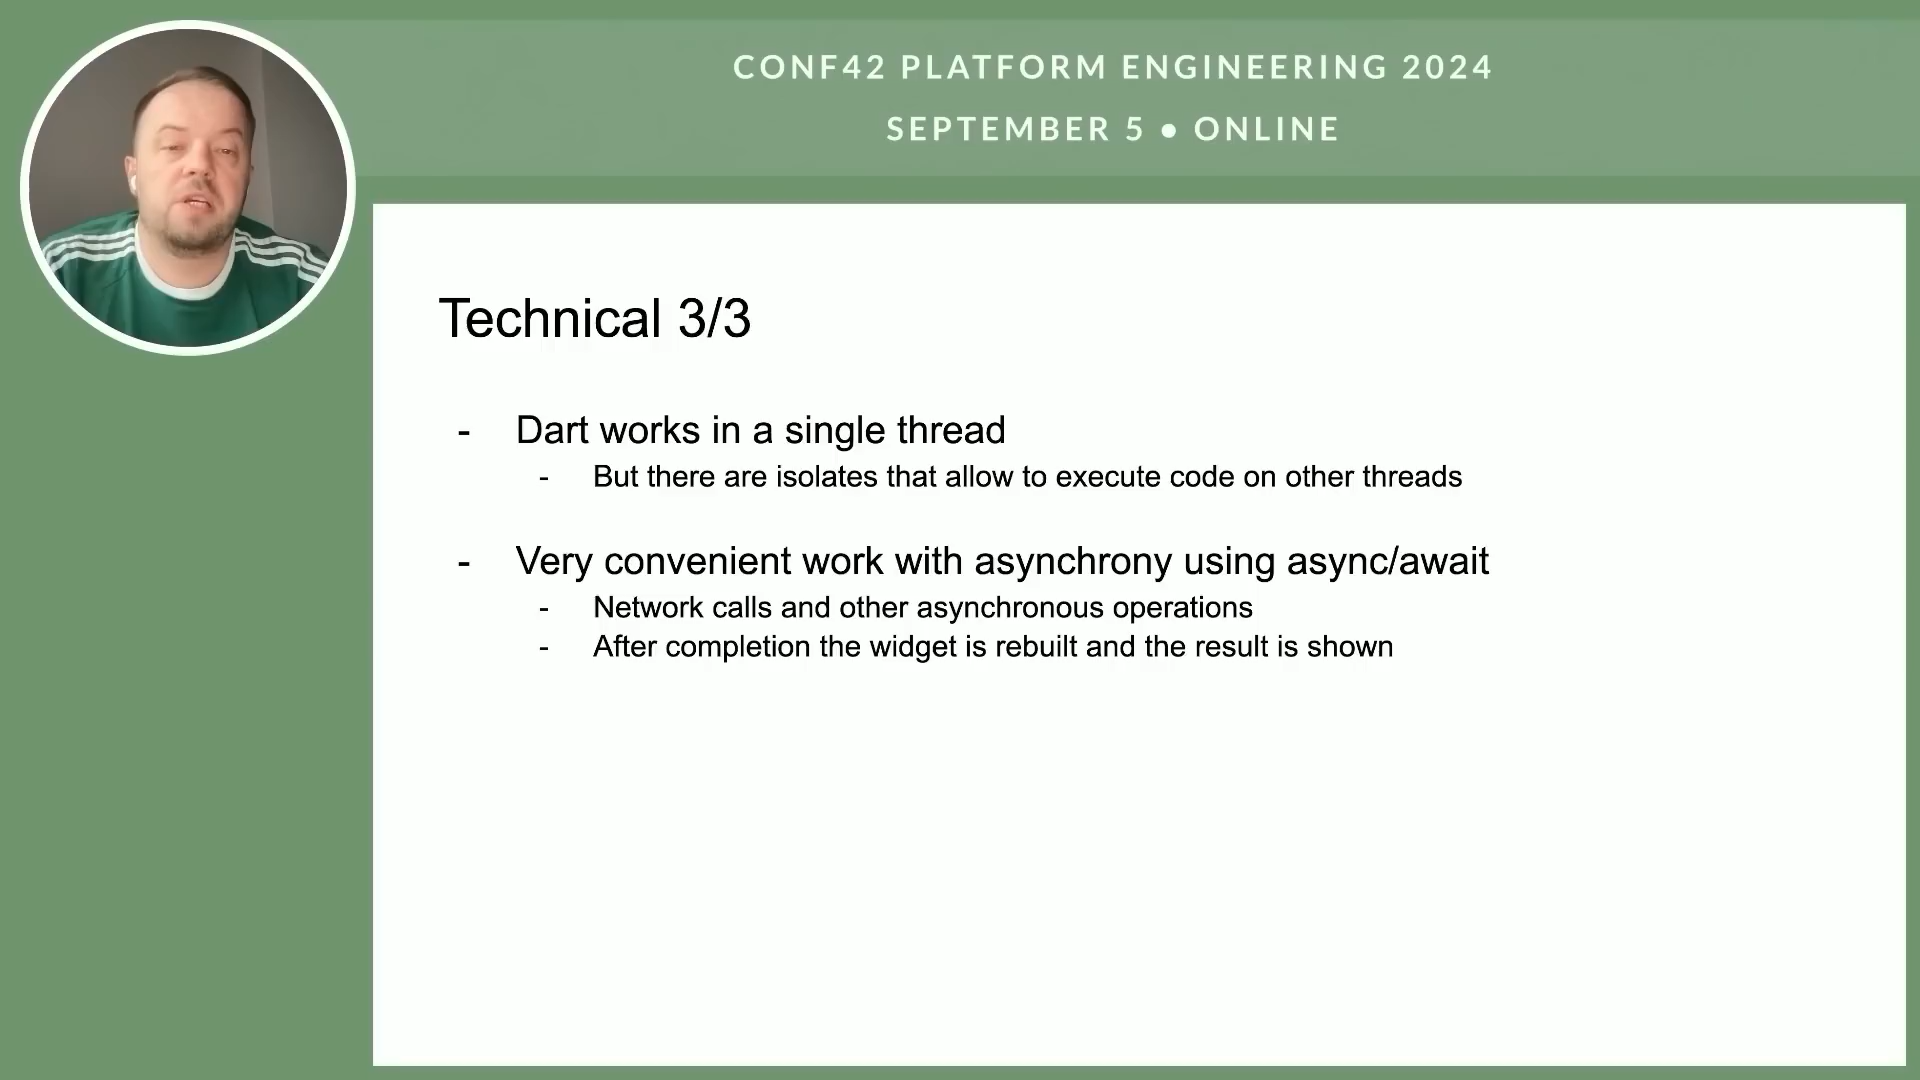 CONF42 PLATFORM ENGINEERING 2024
SEPTEMBER 5 • ONLINE
Technical 3/3
- Dart works in a single thread
- But there are isolates that allow to execute code on other threads
- Very convenient work with asynchrony using async/await
- Network calls and other asynchronous operations
- After completion the widget is rebuilt and the result is shown